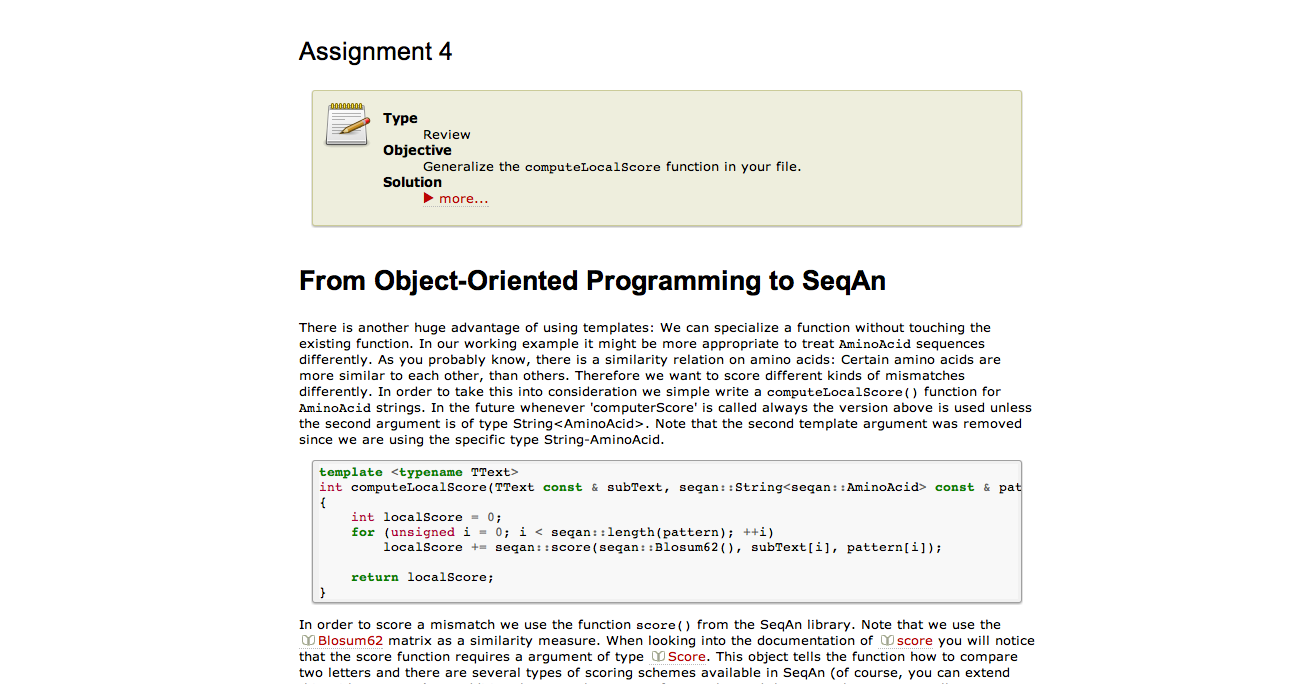 Assignment 4
Type
Review
Objective
Generalize the computeLocalScore function in your file.
Solution
more...
From Object-Oriented Programming to SeqAn
There is another huge advantage of using templates: We can specialize a function without touching the
existing function. In our working example it might be more appropriate to treat AminoAcid sequences
differently. As you probably know, there is a similarity relation on amino acids: Certain amino acids are
more similar to each other, than others. Therefore we want to score different kinds of mismatches
differently. In order to take this into consideration we simple write a computeLocalScore() function for
AminoAcid strings. In the future whenever 'computerScore' is called always the version above is used unless
the second argument is of type String<AminoAcid>. Note that the second template argument was removed
since we are using the specific type String-AminoAcid.
template <typename TText>
int computeLocalScore(TText const & subText, seqan::String<seqan::AminoAcid> const & pat
{
int localScore = 0;
for (unsigned i = 0; i < seqan::length(pattern); ++i)
localScore += seqan::score(seqan::Blosum62(), subText[i], pattern[i]);
return localScore;
}
In order to score a mismatch we use the function score() from the SeqAn library. Note that we use the
Blosum62 matrix as a similarity measure. When looking into the documentation of score you will notice
that the score function requires a argument of type Score. This object tells the function how to compare
two letters and there are several types of scoring schemes available in SeqAn (of course, you can extend